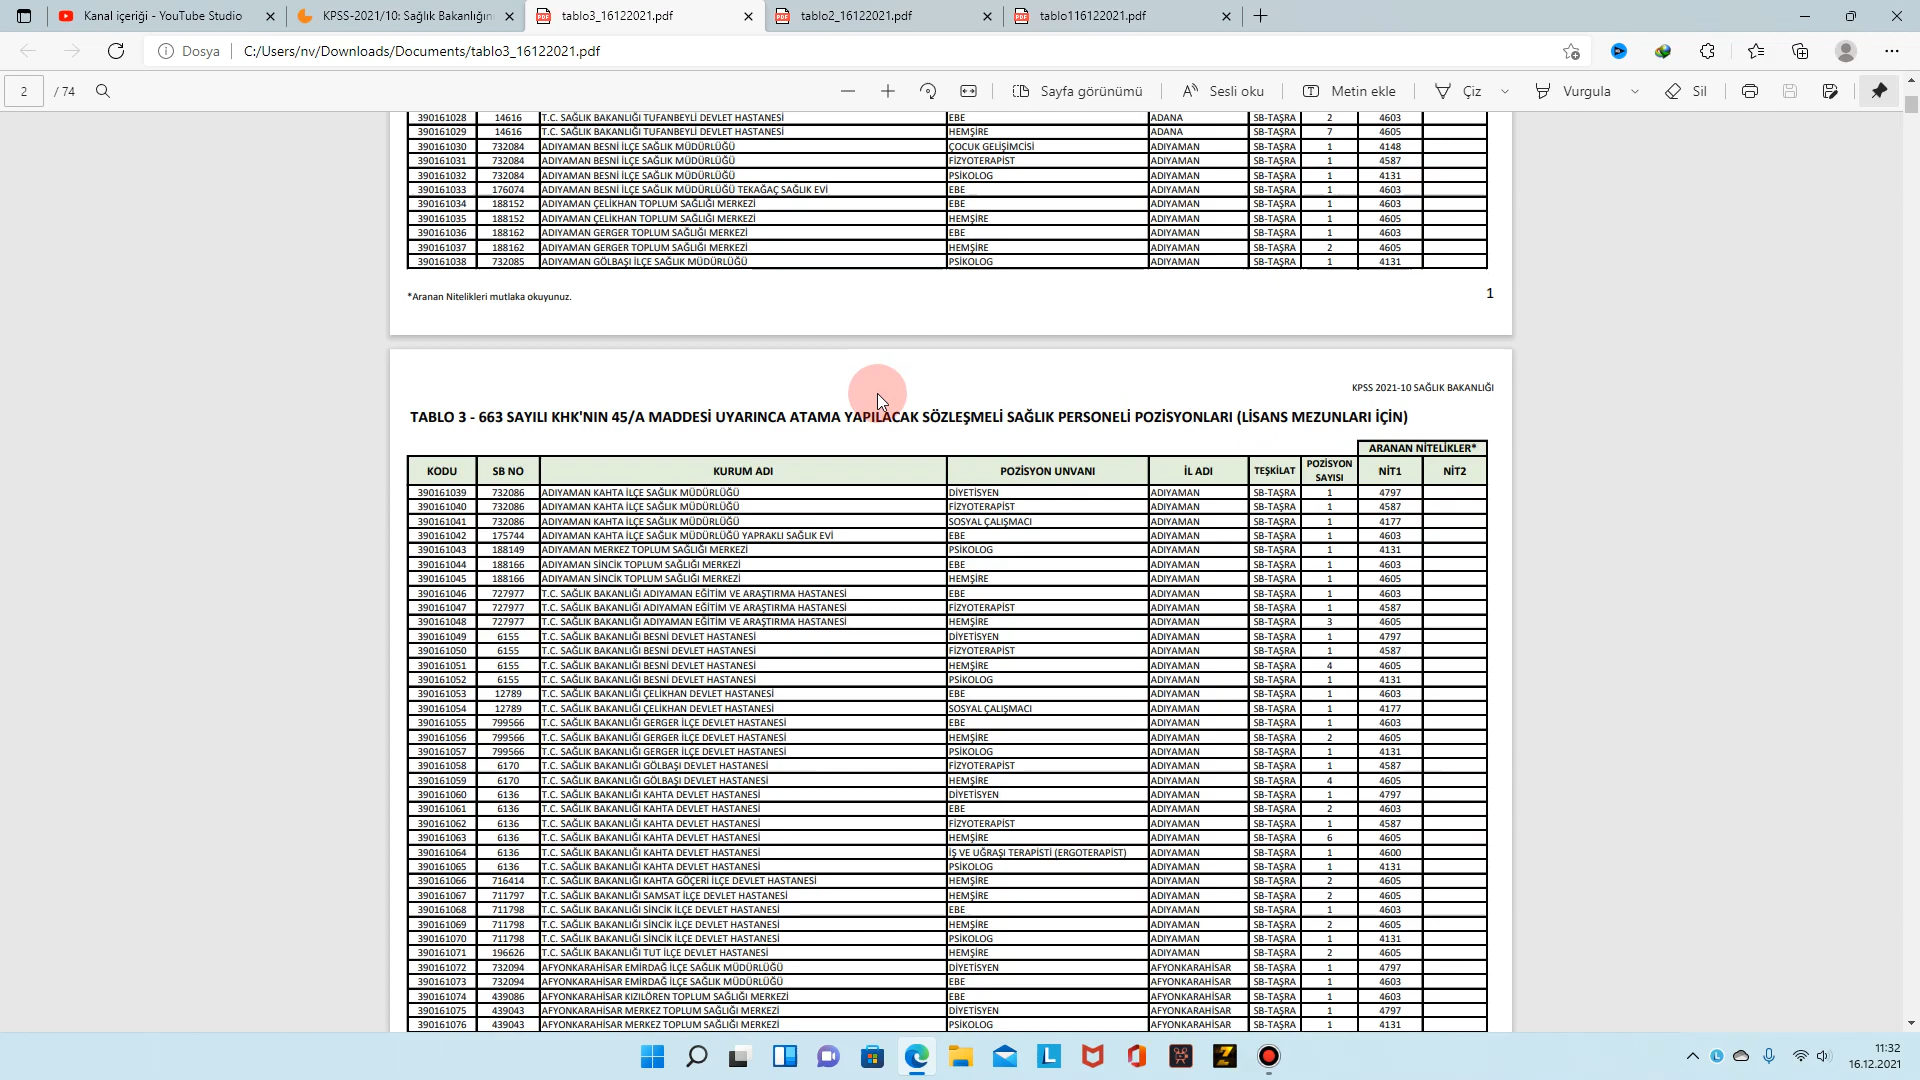 Kanal içeriği - YouTube Studio
KPSS-2021/10: Sağlık Bakanlığın
tablo3_16122021.pdf
tablo2_16122021.pdf
tablo116122021.pdf
Dosya C:/Users/nv/Downloads/Documents/tablo3_16122021.pdf
2 / 74 Sayfa görünümü Sesli oku Metin ekle Çiz Vurgula Sil
390161028 14616 T.C. SAĞLIK BAKANLIĞI TUFANBEYLİ DEVLET HASTANESİ EBE ADANA SB-TAŞRA 2 4603
390161029 14616 T.C. SAĞLIK BAKANLIĞI TUFANBEYLİ DEVLET HASTANESİ HEMŞİRE ADANA SB-TAŞRA 7 4605
390161030 732084 ADIYAMAN BESNİ İLÇE SAĞLIK MÜDÜRLÜĞÜ ÇOCUK GELİŞİMCİSİ ADIYAMAN SB-TAŞRA 1 4148
390161031 732084 ADIYAMAN BESNİ İLÇE SAĞLIK MÜDÜRLÜĞÜ FİZYOTERAPİST ADIYAMAN SB-TAŞRA 1 4587
390161032 732084 ADIYAMAN BESNİ İLÇE SAĞLIK MÜDÜRLÜĞÜ PSİKOLOG ADIYAMAN SB-TAŞRA 1 4131
390161033 176074 ADIYAMAN BESNİ İLÇE SAĞLIK MÜDÜRLÜĞÜ TEKAĞAÇ SAĞLIK EVİ EBE ADIYAMAN SB-TAŞRA 1 4603
390161034 188152 ADIYAMAN ÇELİKHAN TOPLUM SAĞLIĞI MERKEZİ EBE ADIYAMAN SB-TAŞRA 1 4603
390161035 188152 ADIYAMAN ÇELİKHAN TOPLUM SAĞLIĞI MERKEZİ HEMŞİRE ADIYAMAN SB-TAŞRA 1 4605
390161036 188162 ADIYAMAN GERGER TOPLUM SAĞLIĞI MERKEZİ EBE ADIYAMAN SB-TAŞRA 1 4603
390161037 188162 ADIYAMAN GERGER TOPLUM SAĞLIĞI MERKEZİ HEMŞİRE ADIYAMAN SB-TAŞRA 2 4605
390161038 732085 ADIYAMAN GÖLBAŞI İLÇE SAĞLIK MÜDÜRLÜĞÜ PSİKOLOG ADIYAMAN SB-TAŞRA 1 4131
*Aranan Nitelikleri mutlaka okuyunuz. 1
KPSS 2021-10 SAĞLIK BAKANLIĞI
TABLO 3 - 663 SAYILI KHK'NIN 45/A MADDESİ UYARINCA ATAMA YAPILACAK SÖZLEŞMELİ SAĞLIK PERSONELİ POZİSYONLARI (LİSANS MEZUNLARI İÇİN)
ARANAN NİTELİKLER*
KODU SB NO KURUM ADI POZİSYON UNVANI İL ADI TEŞKİLAT POZİSYON SAYISI NİT1 NİT2
390161039 732086 ADIYAMAN KAHTA İLÇE SAĞLIK MÜDÜRLÜĞÜ DİYETİSYEN ADIYAMAN SB-TAŞRA 1 4797
390161040 732086 ADIYAMAN KAHTA İLÇE SAĞLIK MÜDÜRLÜĞÜ FİZYOTERAPİST ADIYAMAN SB-TAŞRA 1 4587
390161041 732086 ADIYAMAN KAHTA İLÇE SAĞLIK MÜDÜRLÜĞÜ SOSYAL ÇALIŞMACI ADIYAMAN SB-TAŞRA 1 4177
390161042 175744 ADIYAMAN KAHTA İLÇE SAĞLIK MÜDÜRLÜĞÜ YAPRAKLI SAĞLIK EVİ EBE ADIYAMAN SB-TAŞRA 1 4603
390161043 188149 ADIYAMAN MERKEZ TOPLUM SAĞLIĞI MERKEZİ PSİKOLOG ADIYAMAN SB-TAŞRA 1 4131
390161044 188166 ADIYAMAN SİNCİK TOPLUM SAĞLIĞI MERKEZİ EBE ADIYAMAN SB-TAŞRA 1 4603
390161045 188166 ADIYAMAN SİNCİK TOPLUM SAĞLIĞI MERKEZİ HEMŞİRE ADIYAMAN SB-TAŞRA 1 4605
390161046 727977 T.C. SAĞLIK BAKANLIĞI ADIYAMAN EĞİTİM VE ARAŞTIRMA HASTANESİ EBE ADIYAMAN SB-TAŞRA 1 4603
390161047 727977 T.C. SAĞLIK BAKANLIĞI ADIYAMAN EĞİTİM VE ARAŞTIRMA HASTANESİ FİZYOTERAPİST ADIYAMAN SB-TAŞRA 1 4587
390161048 727977 T.C. SAĞLIK BAKANLIĞI ADIYAMAN EĞİTİM VE ARAŞTIRMA HASTANESİ HEMŞİRE ADIYAMAN SB-TAŞRA 3 4605
390161049 6155 T.C. SAĞLIK BAKANLIĞI BESNİ DEVLET HASTANESİ DİYETİSYEN ADIYAMAN SB-TAŞRA 1 4797
390161050 6155 T.C. SAĞLIK BAKANLIĞI BESNİ DEVLET HASTANESİ FİZYOTERAPİST ADIYAMAN SB-TAŞRA 1 4587
390161051 6155 T.C. SAĞLIK BAKANLIĞI BESNİ DEVLET HASTANESİ HEMŞİRE ADIYAMAN SB-TAŞRA 4 4605
390161052 6155 T.C. SAĞLIK BAKANLIĞI BESNİ DEVLET HASTANESİ PSİKOLOG ADIYAMAN SB-TAŞRA 1 4131
390161053 12789 T.C. SAĞLIK BAKANLIĞI ÇELİKHAN DEVLET HASTANESİ EBE ADIYAMAN SB-TAŞRA 1 4603
390161054 12789 T.C. SAĞLIK BAKANLIĞI ÇELİKHAN DEVLET HASTANESİ SOSYAL ÇALIŞMACI ADIYAMAN SB-TAŞRA 1 4177
390161055 799566 T.C. SAĞLIK BAKANLIĞI GERGER İLÇE DEVLET HASTANESİ EBE ADIYAMAN SB-TAŞRA 1 4603
390161056 799566 T.C. SAĞLIK BAKANLIĞI GERGER İLÇE DEVLET HASTANESİ HEMŞİRE ADIYAMAN SB-TAŞRA 2 4605
390161057 799566 T.C. SAĞLIK BAKANLIĞI GERGER İLÇE DEVLET HASTANESİ PSİKOLOG ADIYAMAN SB-TAŞRA 1 4131
390161058 6170 T.C. SAĞLIK BAKANLIĞI GÖLBAŞI DEVLET HASTANESİ FİZYOTERAPİST ADIYAMAN SB-TAŞRA 1 4587
390161059 6170 T.C. SAĞLIK BAKANLIĞI GÖLBAŞI DEVLET HASTANESİ HEMŞİRE ADIYAMAN SB-TAŞRA 4 4605
390161060 6136 T.C. SAĞLIK BAKANLIĞI KAHTA DEVLET HASTANESİ DİYETİSYEN ADIYAMAN SB-TAŞRA 1 4797
390161061 6136 T.C. SAĞLIK BAKANLIĞI KAHTA DEVLET HASTANESİ EBE ADIYAMAN SB-TAŞRA 2 4603
390161062 6136 T.C. SAĞLIK BAKANLIĞI KAHTA DEVLET HASTANESİ FİZYOTERAPİST ADIYAMAN SB-TAŞRA 1 4587
390161063 6136 T.C. SAĞLIK BAKANLIĞI KAHTA DEVLET HASTANESİ HEMŞİRE ADIYAMAN SB-TAŞRA 6 4605
390161064 6136 T.C. SAĞLIK BAKANLIĞI KAHTA DEVLET HASTANESİ İŞ VE UĞRAŞI TERAPİSTİ (ERGOTERAPİST) ADIYAMAN SB-TAŞRA 1 4600
390161065 6136 T.C. SAĞLIK BAKANLIĞI KAHTA DEVLET HASTANESİ PSİKOLOG ADIYAMAN SB-TAŞRA 1 4131
390161066 716414 T.C. SAĞLIK BAKANLIĞI KAHTA GÖÇERİ İLÇE DEVLET HASTANESİ HEMŞİRE ADIYAMAN SB-TAŞRA 2 4605
390161067 711797 T.C. SAĞLIK BAKANLIĞI SAMSAT İLÇE DEVLET HASTANESİ HEMŞİRE ADIYAMAN SB-TAŞRA 2 4605
390161068 711798 T.C. SAĞLIK BAKANLIĞI SİNCİK İLÇE DEVLET HASTANESİ EBE ADIYAMAN SB-TAŞRA 1 4603
390161069 711798 T.C. SAĞLIK BAKANLIĞI SİNCİK İLÇE DEVLET HASTANESİ HEMŞİRE ADIYAMAN SB-TAŞRA 2 4605
390161070 711798 T.C. SAĞLIK BAKANLIĞI SİNCİK İLÇE DEVLET HASTANESİ PSİKOLOG ADIYAMAN SB-TAŞRA 1 4131
390161071 196626 T.C. SAĞLIK BAKANLIĞI TUT İLÇE DEVLET HASTANESİ HEMŞİRE ADIYAMAN SB-TAŞRA 2 4605
390161072 732094 AFYONKARAHİSAR EMİRDAĞ İLÇE SAĞLIK MÜDÜRLÜĞÜ DİYETİSYEN AFYONKARAHİSAR SB-TAŞRA 1 4797
390161073 732094 AFYONKARAHİSAR EMİRDAĞ İLÇE SAĞLIK MÜDÜRLÜĞÜ EBE AFYONKARAHİSAR SB-TAŞRA 1 4603
390161074 439086 AFYONKARAHİSAR KIZILÖREN TOPLUM SAĞLIĞI MERKEZİ EBE AFYONKARAHİSAR SB-TAŞRA 1 4603
390161075 439043 AFYONKARAHİSAR MERKEZ TOPLUM SAĞLIĞI MERKEZİ DİYETİSYEN AFYONKARAHİSAR SB-TAŞRA 1 4797
390161076 439043 AFYONKARAHİSAR MERKEZ TOPLUM SAĞLIĞI MERKEZİ PSİKOLOG AFYONKARAHİSAR SB-TAŞRA 1 4131
11:32
16.12.2021